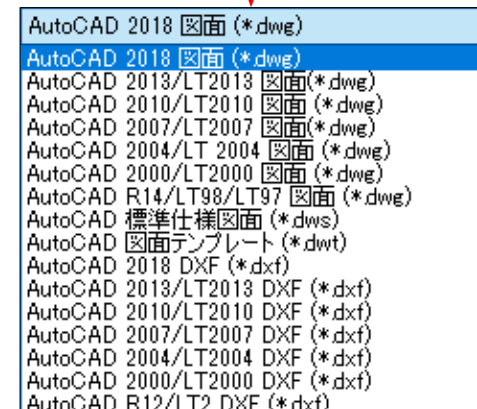 AutoCAD 2018 図面 (*.dwg)
AutoCAD 2018 図面 (*.dwg)
AutoCAD 2013/LT2013 図面(*.dwg)
AutoCAD 2010/LT2010 図面 (*.dwg)
AutoCAD 2007/LT2007 図面(*.dwg)
AutoCAD 2004/LT 2004 図面 (*.dwg)
AutoCAD 2000/LT2000 図面 (*.dwg)
AutoCAD R14/LT98/LT97 図面 (*.dwg)
AutoCAD 標準仕様図面 (*.dws)
AutoCAD 図面テンプレート (*.dwt)
AutoCAD 2018 DXF (*.dxf)
AutoCAD 2013/LT2013 DXF (*.dxf)
AutoCAD 2010/LT2010 DXF (*.dxf)
AutoCAD 2007/LT2007 DXF (*.dxf)
AutoCAD 2004/LT2004 DXF (*.dxf)
AutoCAD 2000/LT2000 DXF (*.dxf)
AutoCAD R12/LT2 DXF (*.dxf)